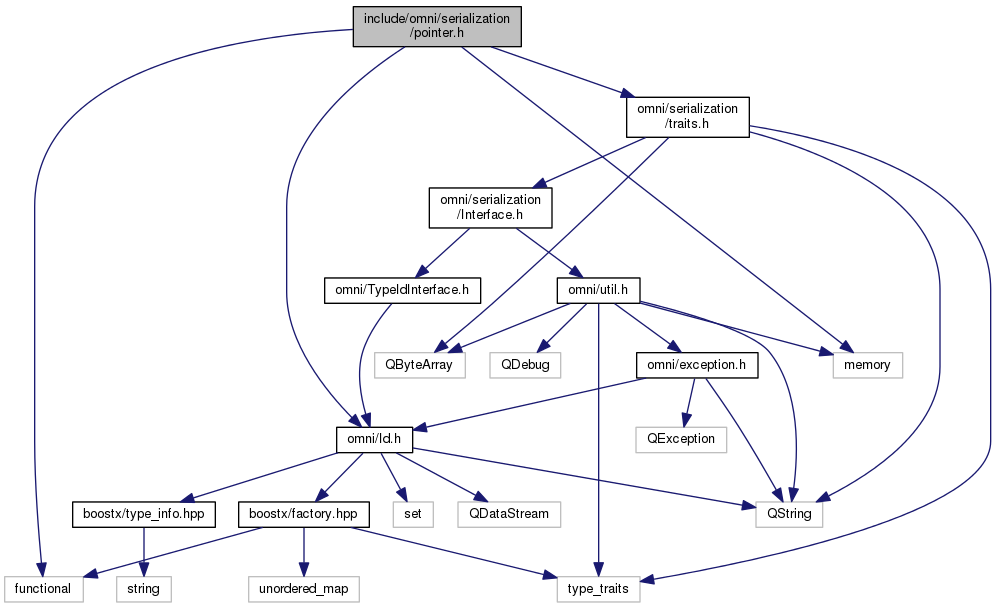 include/omni/serialization
/pointer.h
omni/serialization
/traits.h
omni/serialization
/Interface.h
omni/TypeIdInterface.h
omni/util.h
QByteArray
QDebug
omni/exception.h
memory
omni/Id.h
QException
boostx/type_info.hpp
boostx/factory.hpp
set
QDataStream
QString
functional
string
unordered_map
type_traits